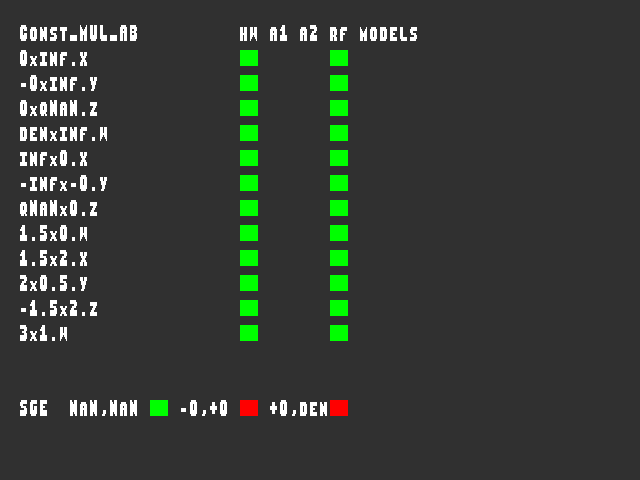 CONST_MUL_AB HW A1 A2 RF MODELS
0xINF.X
-0xINF.Y
0xQNAN.Z
DENxINF.W
INFx0.X
-INFx-0.Y
QNANx0.Z
1.5x0.W
1.5x2.X
2x0.5.Y
-1.5x2.Z
3x1.W
SGE NAN,NAN -0,+0 +0,DEN